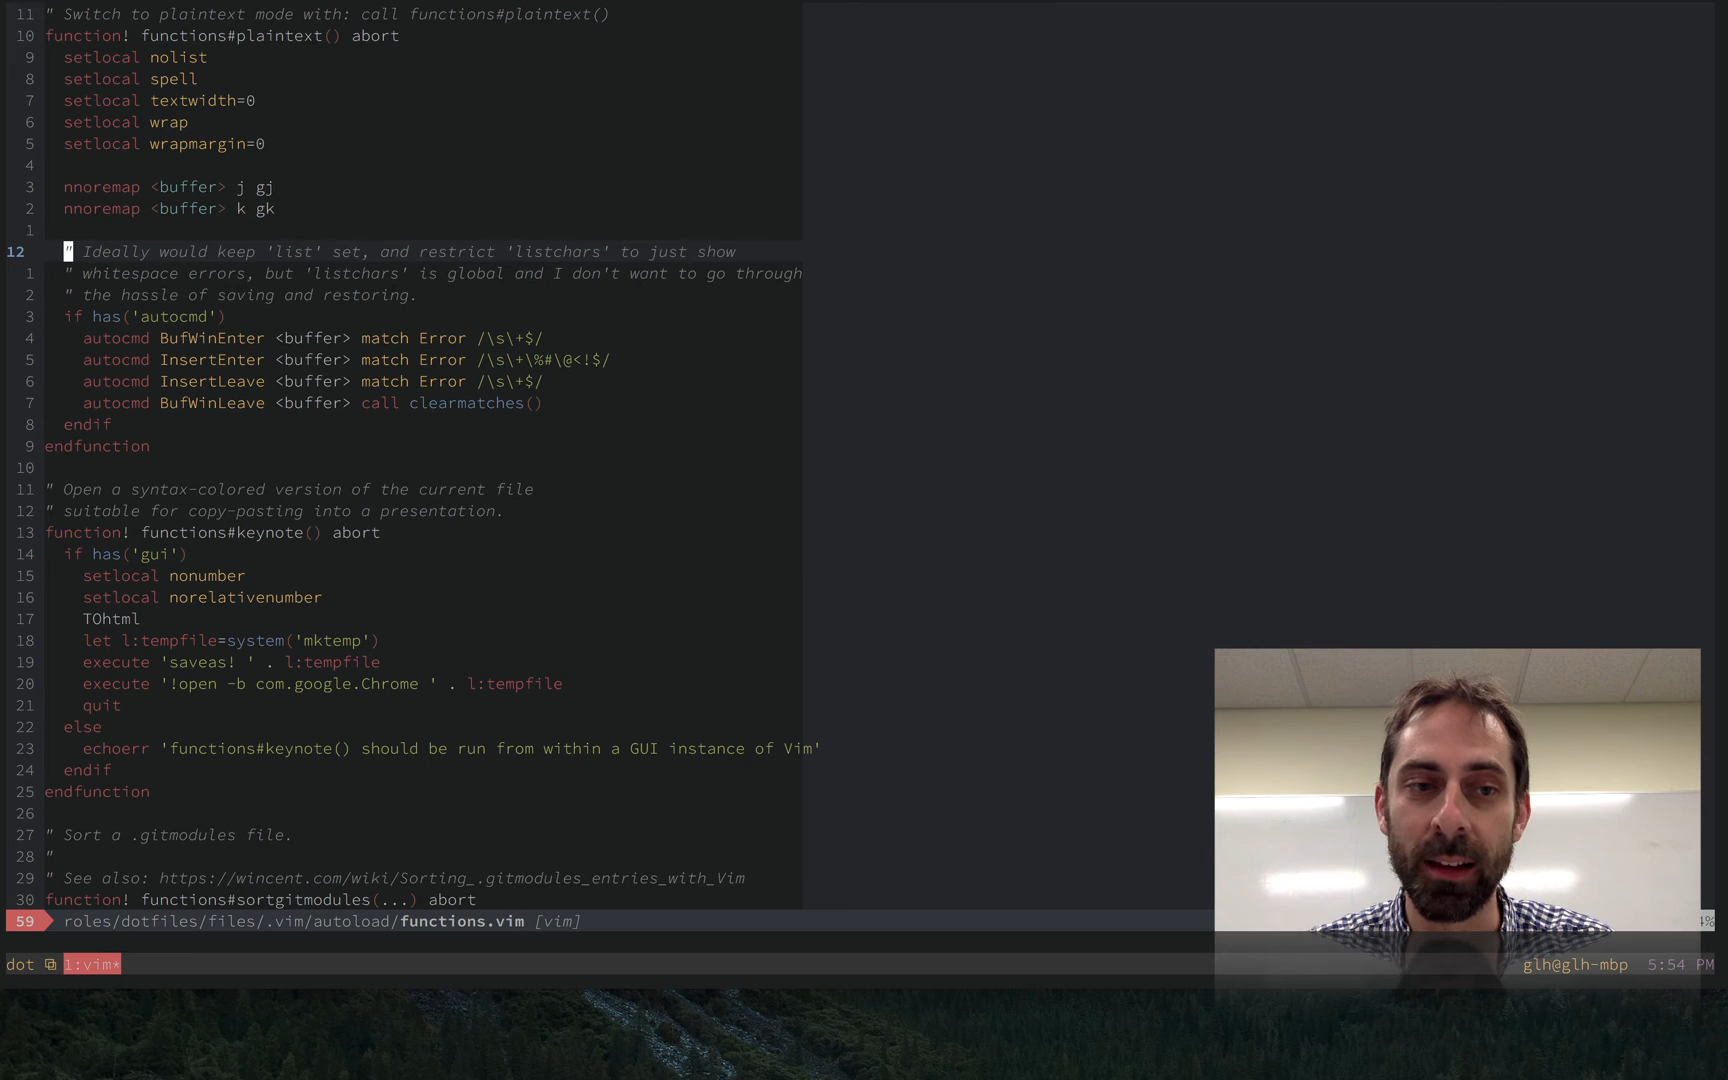 11 " Switch to plaintext mode with: call functions#plaintext()
10 function! functions#plaintext() abort
9 setlocal nolist
8 setlocal spell
7 setlocal textwidth=0
6 setlocal wrap
5 setlocal wrapmargin=0
4
3 nnoremap <buffer> j gj
2 nnoremap <buffer> k gk
1
12 " Ideally would keep 'list' set, and restrict 'listchars' to just show
1 " whitespace errors, but 'listchars' is global and I don't want to go through
2 " the hassle of saving and restoring.
3 if has('autocmd')
4 autocmd BufWinEnter <buffer> match Error /\s\+$/
5 autocmd InsertEnter <buffer> match Error /\s\+\%#\@<!$/
6 autocmd InsertLeave <buffer> match Error /\s\+$/
7 autocmd BufWinLeave <buffer> call clearmatches()
8 endif
9 endfunction
10
11 " Open a syntax-colored version of the current file
12 " suitable for copy-pasting into a presentation.
13 function! functions#keynote() abort
14 if has('gui')
15 setlocal nonumber
16 setlocal norelativenumber
17 TOhtml
18 let l:tempfile=system('mktemp')
19 execute 'saveas! ' . l:tempfile
20 execute '!open -b com.google.Chrome ' . l:tempfile
21 quit
22 else
23 echoerr 'functions#keynote() should be run from within a GUI instance of Vim'
24 endif
25 endfunction
26
27 " Sort a .gitmodules file.
28 "
29 " See also: https://wincent.com/wiki/Sorting_.gitmodules_entries_with_Vim
30 function! functions#sortgitmodules(...) abort
59 roles/dotfiles/files/.vim/autoload/functions.vim [vim] 4%
dot 1:vim* glh@glh-mbp 5:54 PM